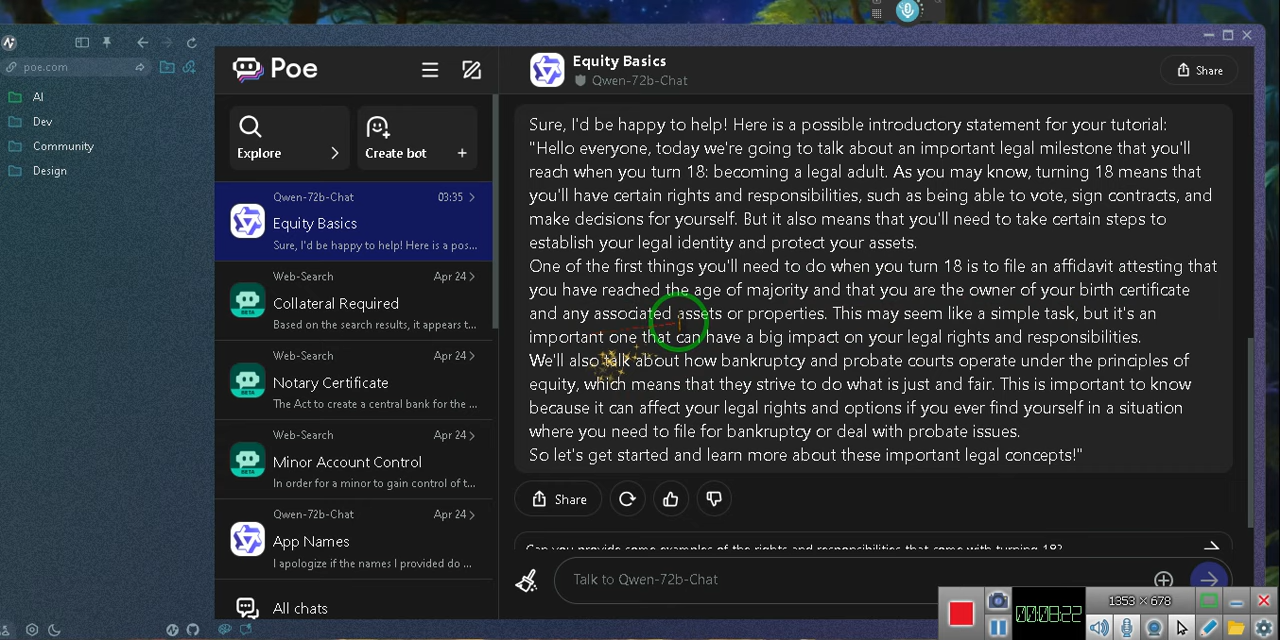 poe.com
AI
Dev
Community
Design
Poe
Explore
Create bot
Qwen-72b-Chat 03:35
Equity Basics
Sure, I'd be happy to help! Here is a pos...
Web-Search Apr 24
Collateral Required
Based on the search results, it appears t...
Web-Search Apr 24
Notary Certificate
The Act to create a central bank for the ...
Web-Search Apr 24
Minor Account Control
In order for a minor to gain control of t...
Qwen-72b-Chat Apr 24
App Names
I apologize if the names I provided do ...
All chats
BETA
BETA
BETA
Equity Basics
Qwen-72b-Chat
Share
Sure, I'd be happy to help! Here is a possible introductory statement for your tutorial:
"Hello everyone, today we're going to talk about an important legal milestone that you'll
reach when you turn 18: becoming a legal adult. As you may know, turning 18 means that
you'll have certain rights and responsibilities, such as being able to vote, sign contracts, and
make decisions for yourself. But it also means that you'll need to take certain steps to
establish your legal identity and protect your assets.
One of the first things you'll need to do when you turn 18 is to file an affidavit attesting that
you have reached the age of majority and that you are the owner of your birth certificate
and any associated assets or properties. This may seem like a simple task, but it's an
important one that can have a big impact on your legal rights and responsibilities.
We'll also talk about how bankruptcy and probate courts operate under the principles of
equity, which means that they strive to do what is just and fair. This is important to know
because it can affect your legal rights and options if you ever find yourself in a situation
where you need to file for bankruptcy or deal with probate issues.
So let's get started and learn more about these important legal concepts!"
Share
Can you provide some examples of the rights and responsibilities that come with turning 18?
Talk to Qwen-72b-Chat
00:08:22
1353 × 678